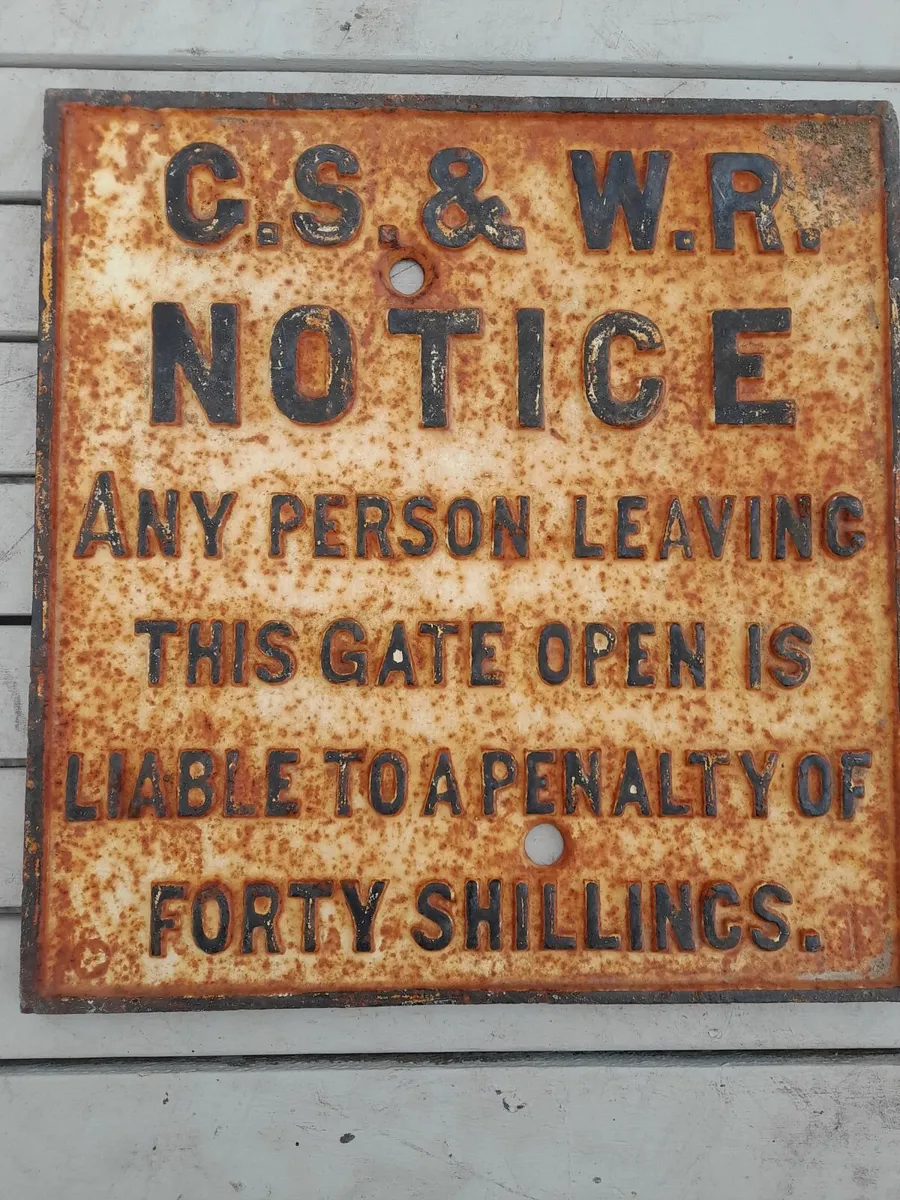 G.S.& W.R.
NOTICE
ANY PERSON LEAVING
THIS GATE OPEN IS
LIABLE TO A PENALTY OF
FORTY SHILLINGS.